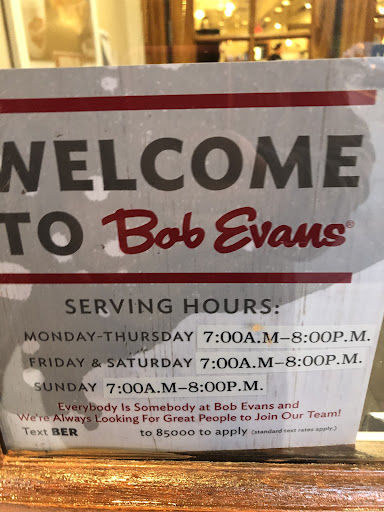 WELCOME
TO Bob Evans®
SERVING HOURS:
MONDAY-THURSDAY 7:00A.M-8:00P.M.
FRIDAY & SATURDAY 7:00A.M-8:00P.M.
SUNDAY 7:00A.M-8:00P.M.
Everybody Is Somebody at Bob Evans and
We're Always Looking For Great People to Join Our Team!
Text BER to 85000 to apply (standard text rates apply.)